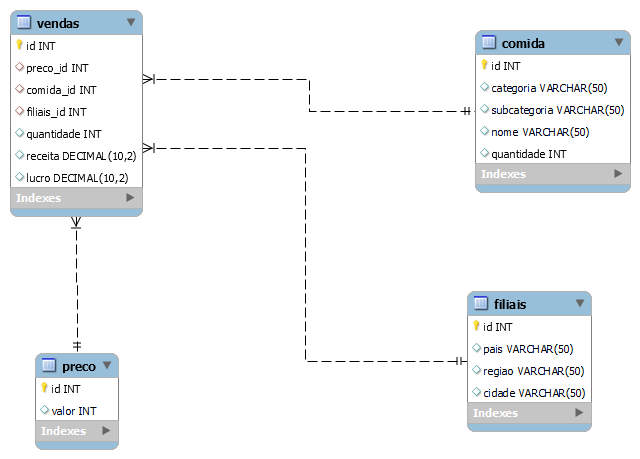 vendas
id INT
preco_id INT
comida_id INT
filiais_id INT
quantidade INT
receita DECIMAL(10,2)
lucro DECIMAL(10,2)
Indexes
comida
id INT
categoria VARCHAR(50)
subcategoria VARCHAR(50)
nome VARCHAR(50)
quantidade INT
Indexes
preco
id INT
valor INT
Indexes
filiais
id INT
pais VARCHAR(50)
regiao VARCHAR(50)
cidade VARCHAR(50)
Indexes